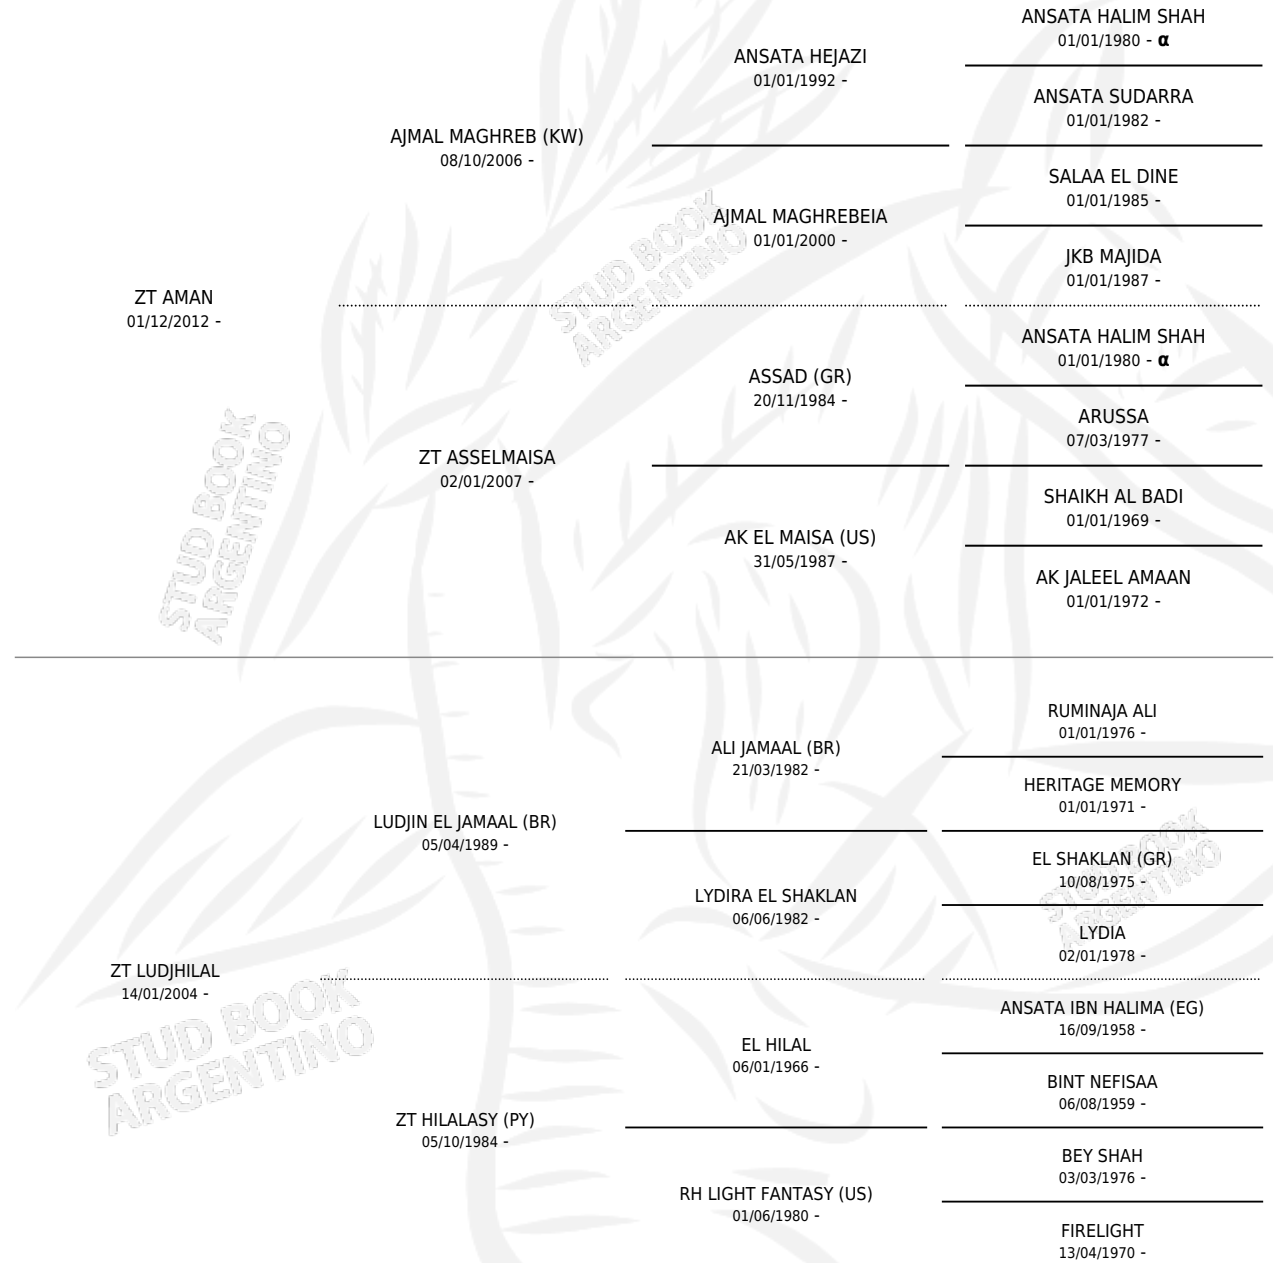 ANSATA HALIM SHAH
01/01/1980 - α
ANSATA HEJAZI
01/01/1992 -
ANSATA SUDARRA
01/01/1982 -
AJMAL MAGHREB (KW)
08/10/2006 -
SALAA EL DINE
01/01/1985 -
AJMAL MAGHREBEIA
01/01/2000 -
JKB MAJIDA
01/01/1987 -
ZT AMAN
01/12/2012 -
ANSATA HALIM SHAH
01/01/1980 - α
ASSAD (GR)
20/11/1984 -
ARUSSA
07/03/1977 -
ZT ASSELMAISA
02/01/2007 -
SHAIKH AL BADI
01/01/1969 -
AK EL MAISA (US)
31/05/1987 -
AK JALEEL AMAAN
01/01/1972 -
RUMINAJA ALI
01/01/1976 -
ALI JAMAAL (BR)
21/03/1982 -
HERITAGE MEMORY
01/01/1971 -
LUDJIN EL JAMAAL (BR)
05/04/1989 -
EL SHAKLAN (GR)
10/08/1975 -
LYDIRA EL SHAKLAN
06/06/1982 -
LYDIA
02/01/1978 -
ZT LUDJHILAL
14/01/2004 -
ANSATA IBN HALIMA (EG)
16/09/1958 -
EL HILAL
06/01/1966 -
BINT NEFISAA
06/08/1959 -
ZT HILALASY (PY)
05/10/1984 -
BEY SHAH
03/03/1976 -
RH LIGHT FANTASY (US)
01/06/1980 -
FIRELIGHT
13/04/1970 -
STUD BOOK
ARGENTINO
STUD BOOK
ARGENTINO
STUD BOOK
ARGENTINO
STUD BOOK
ARGENTINO